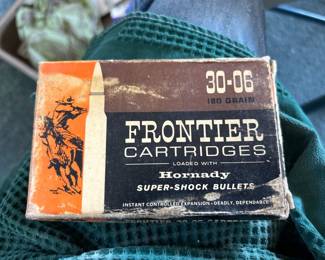 30-06
180 GRAIN
FRONTIER
CARTRIDGES
LOADED WITH
Hornady
SUPER-SHOCK BULLETS
INSTANT CONTROLLED EXPANSION-DEADLY, DEPENDABLE